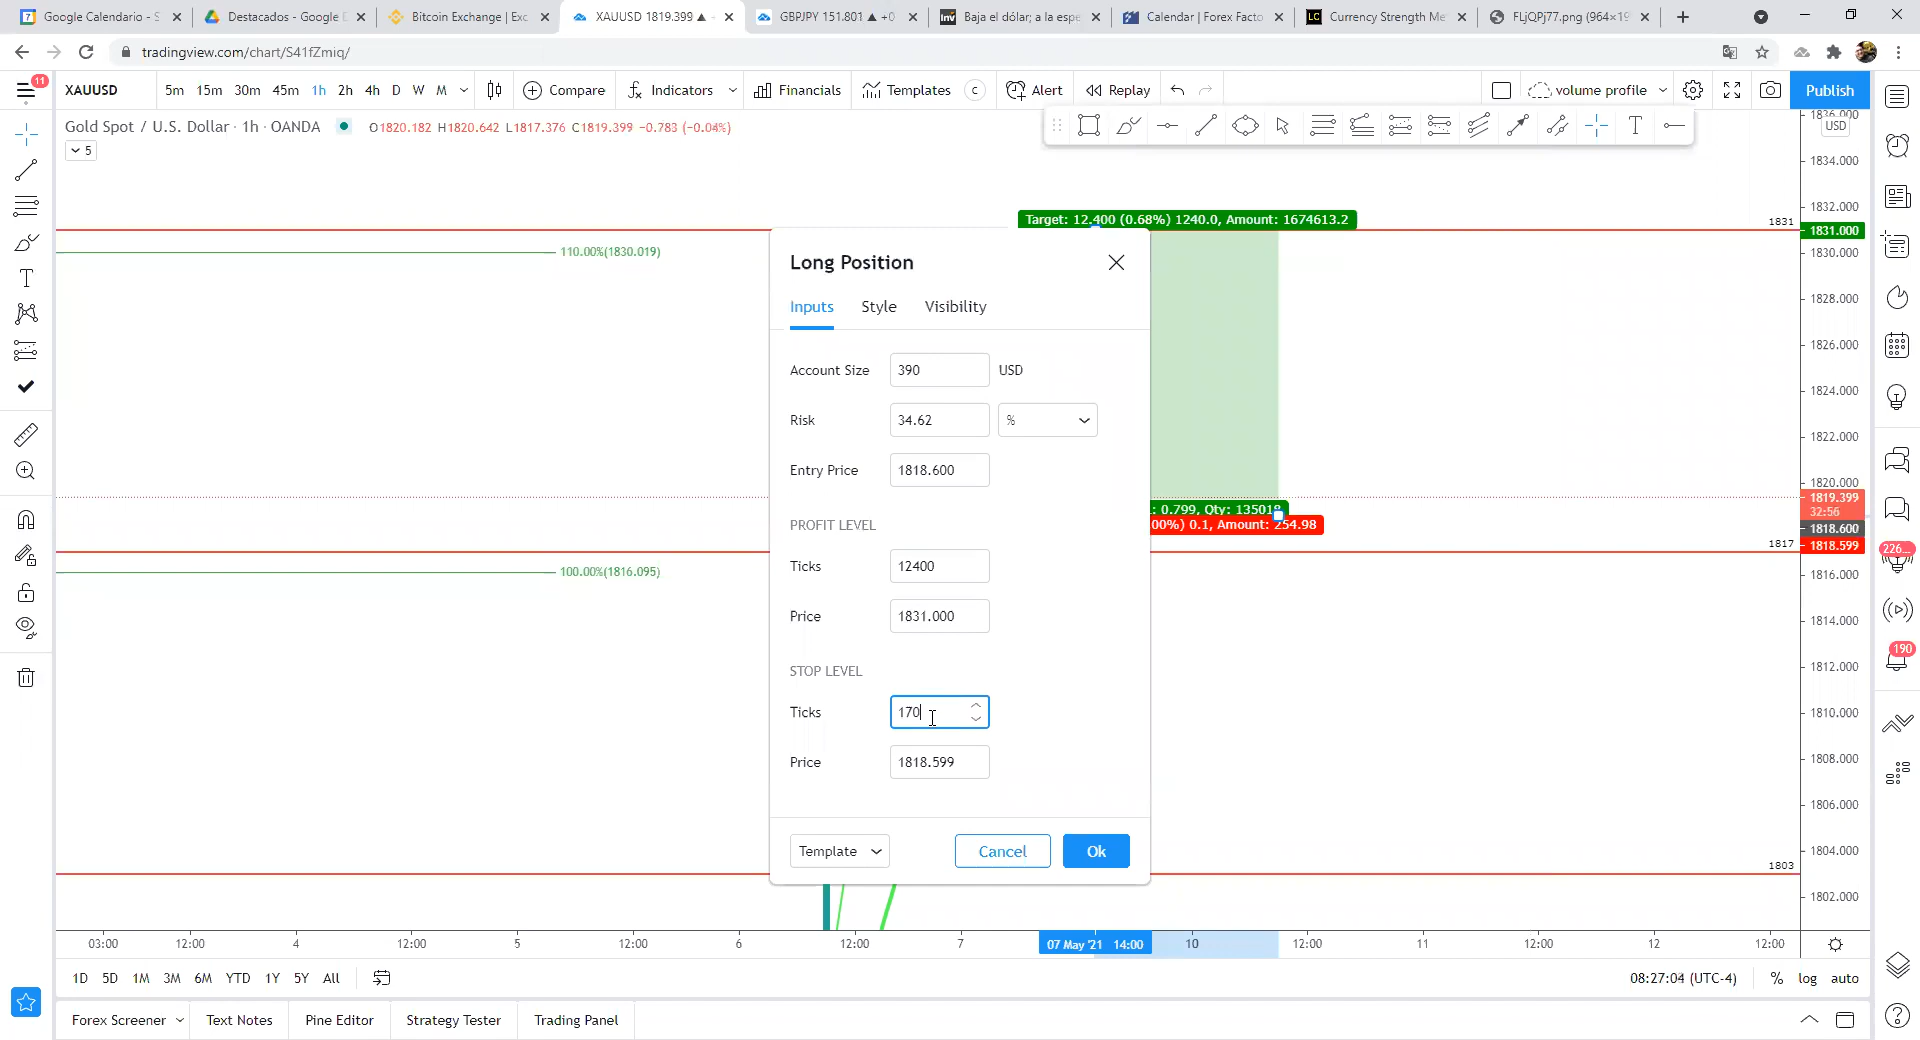 Google Calendario - S
Destacados - Google D
Bitcoin Exchange | Exc
XAUUSD 1819.399 ▲
GBPJPY 151.801 ▲ +0
Baja el dólar; a la espe
Calendar | Forex Facto
Currency Strength Me
FLjQPj77.png (964×19
tradingview.com/chart/S41fZmiq/
11
XAUUSD 5m 15m 30m 45m 1h 2h 4h D W M Compare Indicators Financials Templates C Alert Replay volume profile Publish
Gold Spot / U.S. Dollar · 1h · OANDA O1820.182 H1820.642 L1817.376 C1819.399 −0.783 (−0.04%)
5
USD
1836.000
1834.000
1832.000
1831
1831.000
1830.000
1828.000
1826.000
1824.000
1822.000
1820.000
1819.399
32:56
1818.600
1817
1818.599
1816.000
1814.000
1812.000
1810.000
1808.000
1806.000
1804.000
1803
1802.000
Target: 12.400 (0.68%) 1240.0, Amount: 1674613.2
110.00%(1830.019)
100.00%(1816.095)
: 0.799, Qty: 135018
00%) 0.1, Amount: 254.98
Long Position
Inputs Style Visibility
Account Size 390 USD
Risk 34.62 %
Entry Price 1818.600
PROFIT LEVEL
Ticks 12400
Price 1831.000
STOP LEVEL
Ticks 170
Price 1818.599
Template Cancel Ok
226...
190
03:00 12:00 4 12:00 5 12:00 6 12:00 7 07 May '21 14:00 10 12:00 11 12:00 12 12:00
1D 5D 1M 3M 6M YTD 1Y 5Y All 08:27:04 (UTC-4) % log auto
Forex Screener Text Notes Pine Editor Strategy Tester Trading Panel